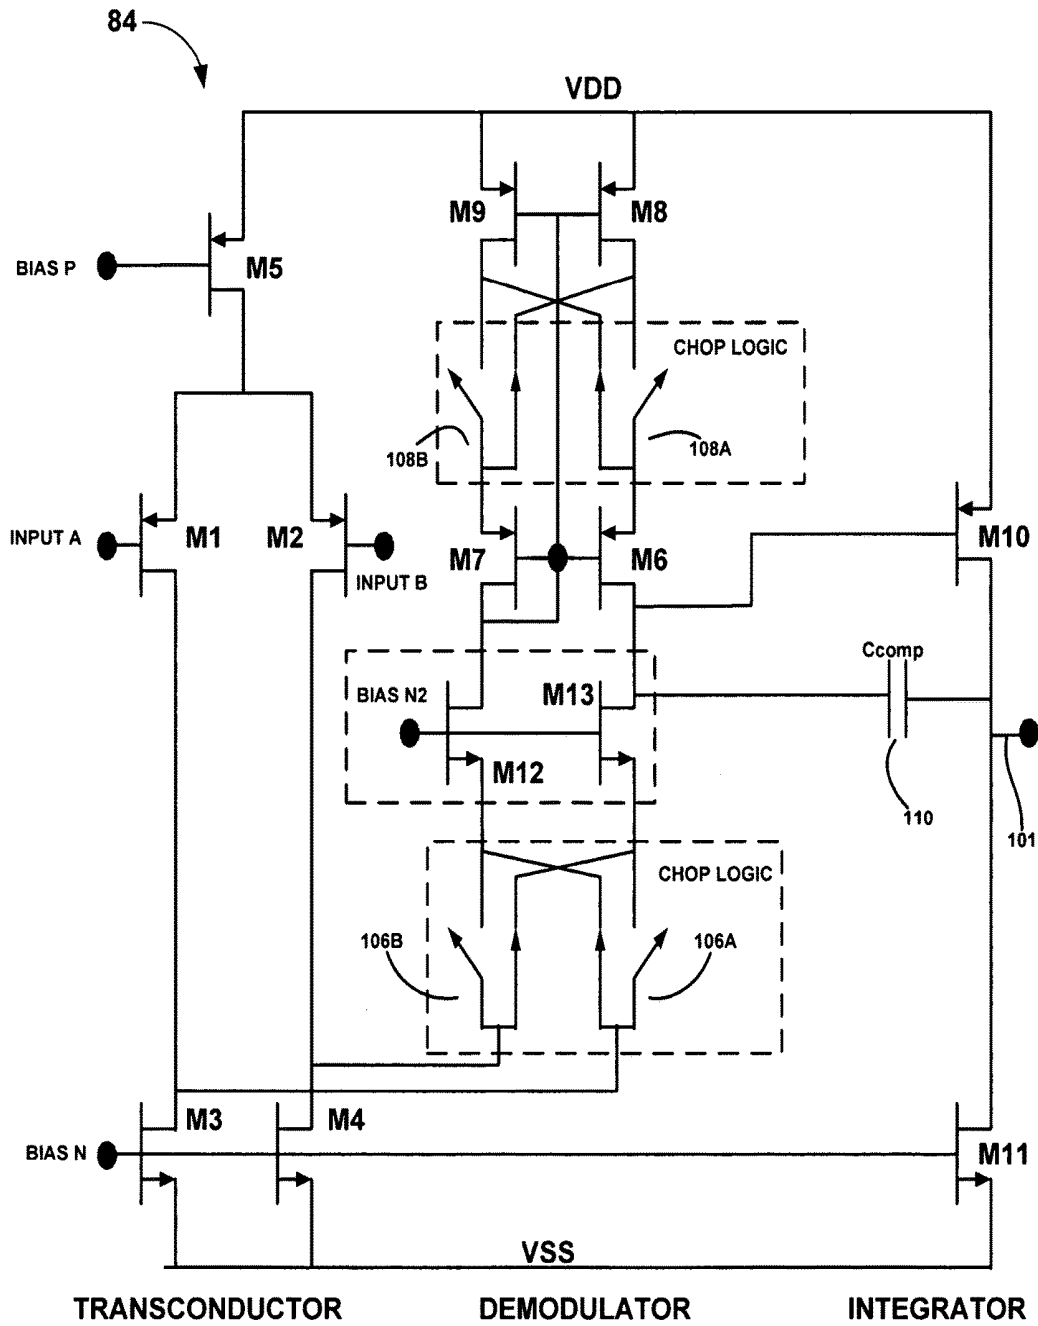 84
VDD
M9
M8
BIAS P
M5
CHOP LOGIC
108B
108A
INPUT A
M1
M2
INPUT B
M7
M6
M10
Ccomp
BIAS N2
M13
M12
110
101
CHOP LOGIC
106B
106A
M3
M4
BIAS N
M11
VSS
TRANSCONDUCTOR
DEMODULATOR
INTEGRATOR